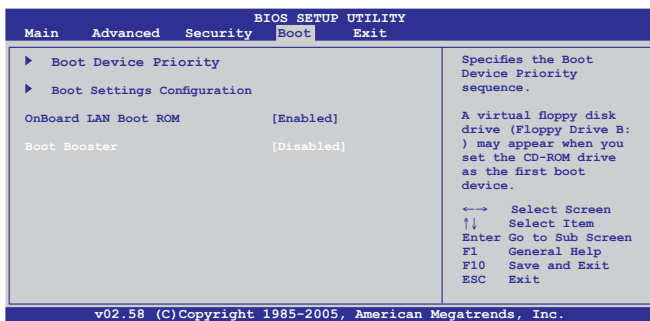 BIOS SETUP UTILITY
Main Advanced Security Boot Exit
Boot Device Priority
Boot Settings Configuration
OnBoard LAN Boot ROM [Enabled]
Boot Booster [Disabled]
Specifies the Boot
Device Priority
sequence.
A virtual floppy disk
drive (Floppy Drive B:
) may appear when you
set the CD-ROM drive
as the first boot
device.
←→ Select Screen
↑↓ Select Item
Enter Go to Sub Screen
F1 General Help
F10 Save and Exit
ESC Exit
v02.58 (C)Copyright 1985-2005, American Megatrends, Inc.